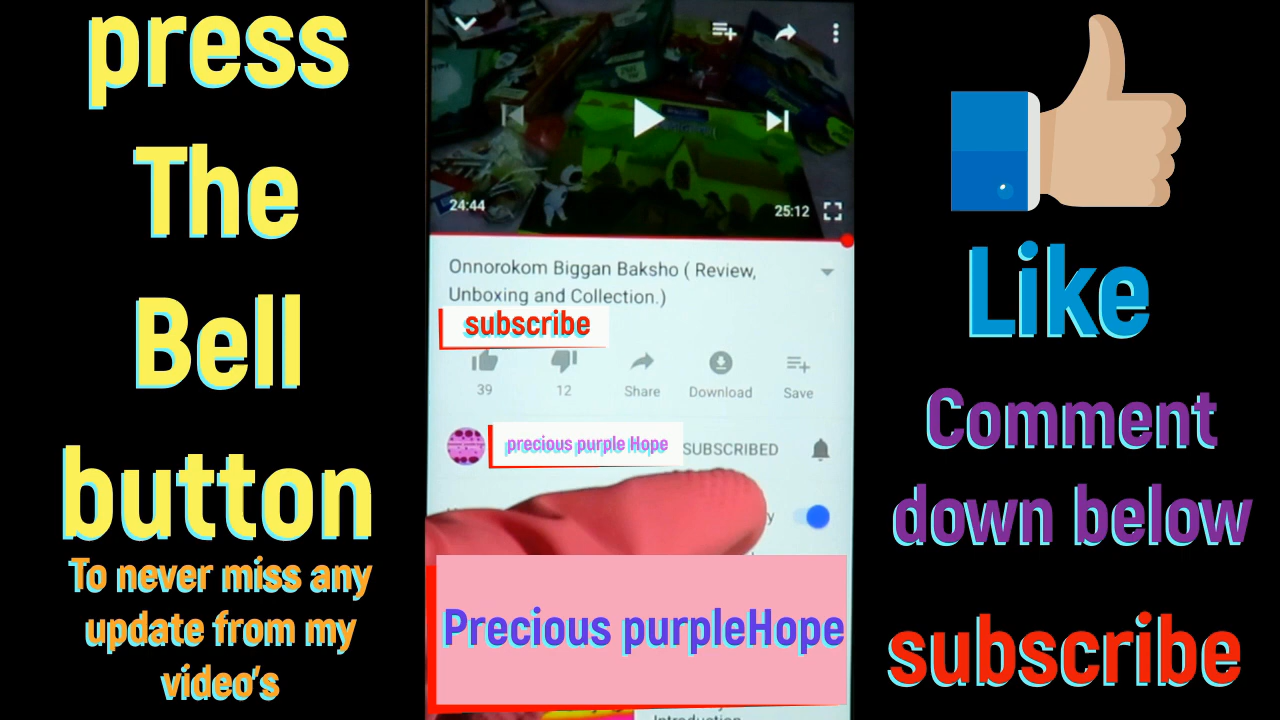 press
The
Bell
button
To never miss any
update from my
video's
24:44
25:12
Onnorokom Biggan Baksho ( Review,
Unboxing and Collection.)
subscribe
39
12
Share
Download
Save
precious purple Hope
SUBSCRIBED
Precious purpleHope
Introduction
Like
Comment
down below
subscribe